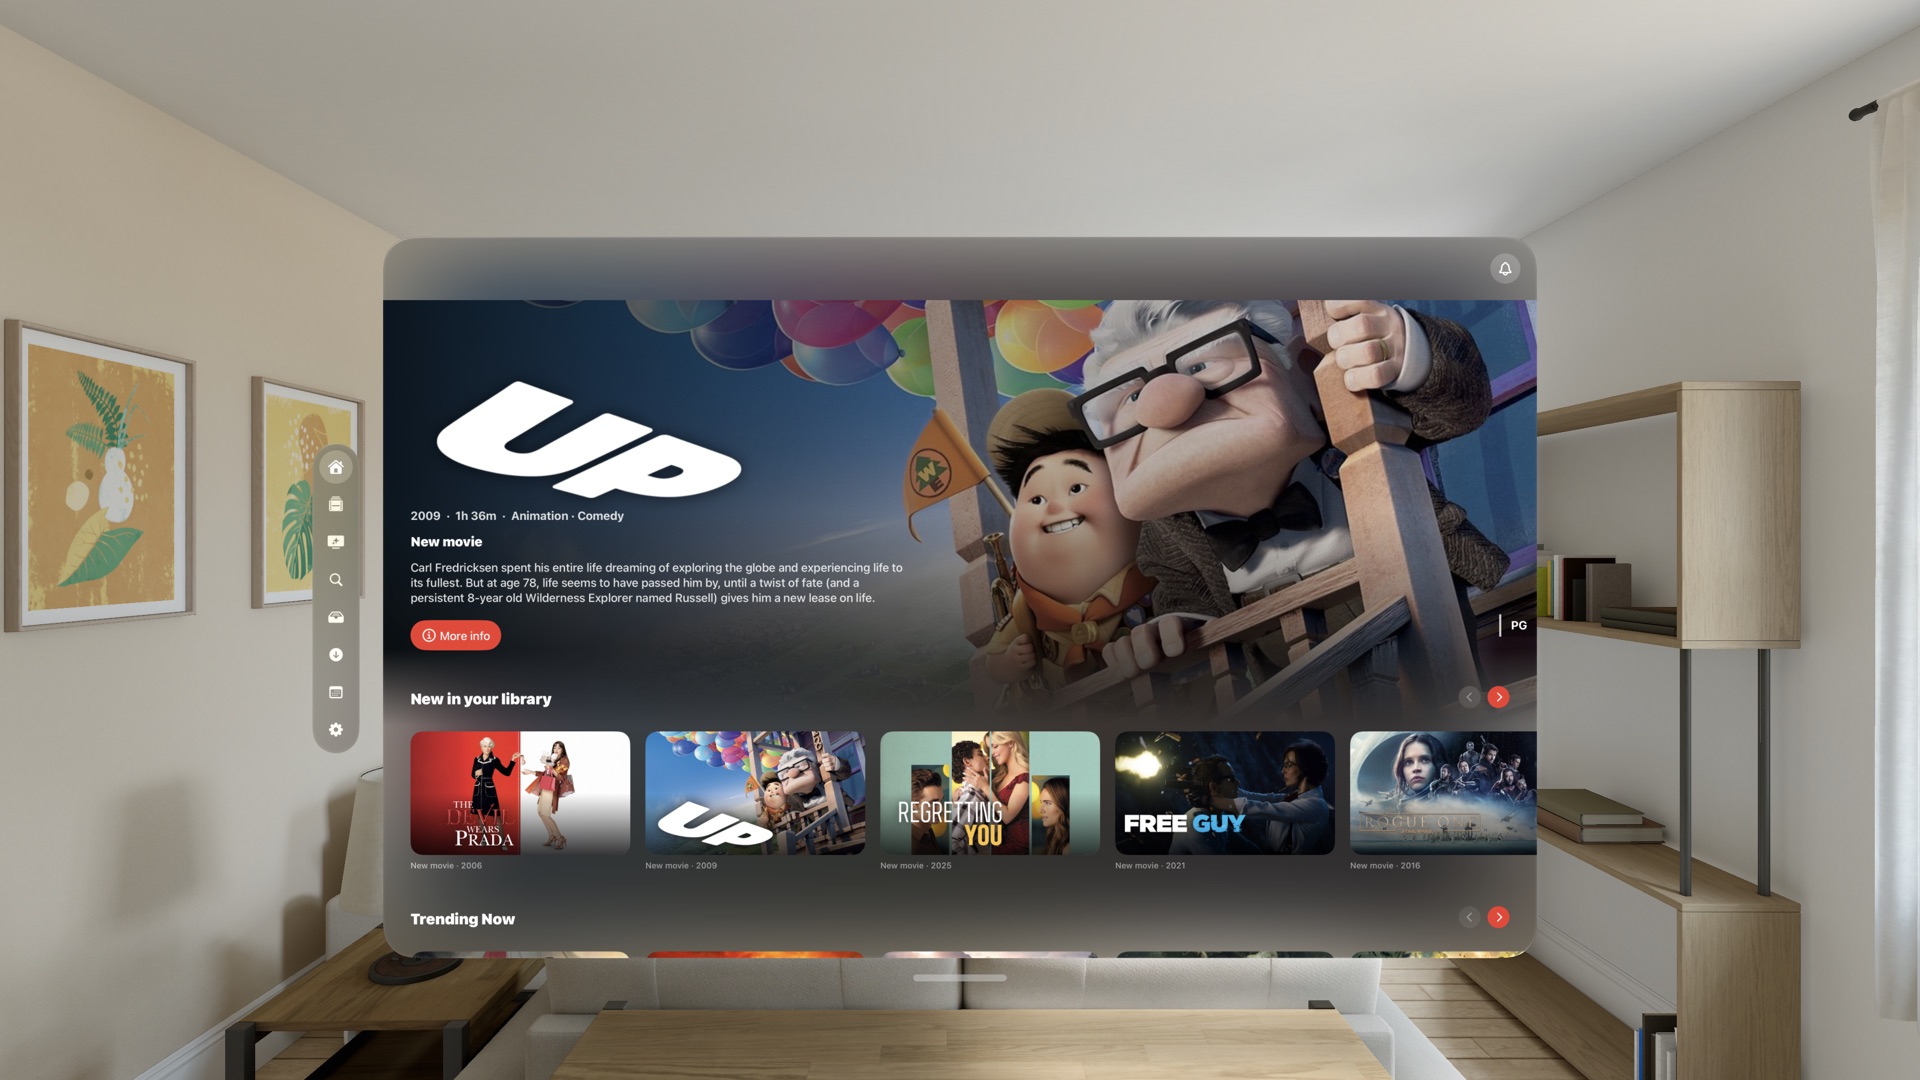 UP
2009 · 1h 36m · Animation · Comedy
New movie
Carl Fredricksen spent his entire life dreaming of exploring the globe and experiencing life to
its fullest. But at age 78, life seems to have passed him by, until a twist of fate (and a
persistent 8-year old Wilderness Explorer named Russell) gives him a new lease on life.
More info
PG
W
E
New in your library
THE
DEVIL
WEARS
PRADA
UP
REGRETTING
YOU
FREE GUY
ROGUE ONE
New movie · 2006
New movie · 2009
New movie · 2025
New movie · 2021
New movie · 2016
Trending Now